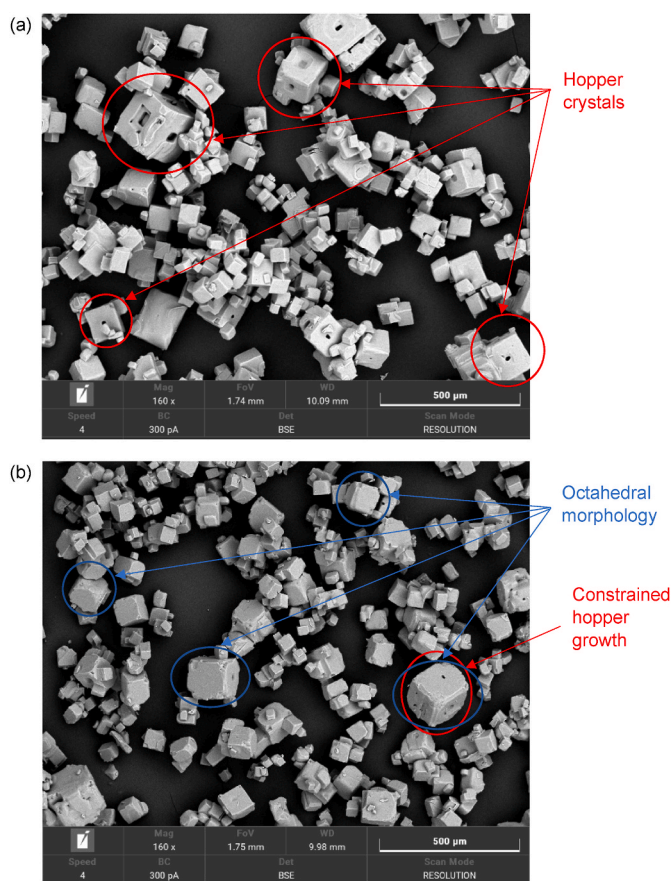 (a)
Hopper
crystals
Mag FoV WD
160 x 1.74 mm 10.09 mm 500 µm
Speed BC Det Scan Mode
4 300 pA BSE RESOLUTION
(b)
Octahedral
morphology
Constrained
hopper
growth
Mag FoV WD
160 x 1.75 mm 9.98 mm 500 µm
Speed BC Det Scan Mode
4 300 pA BSE RESOLUTION